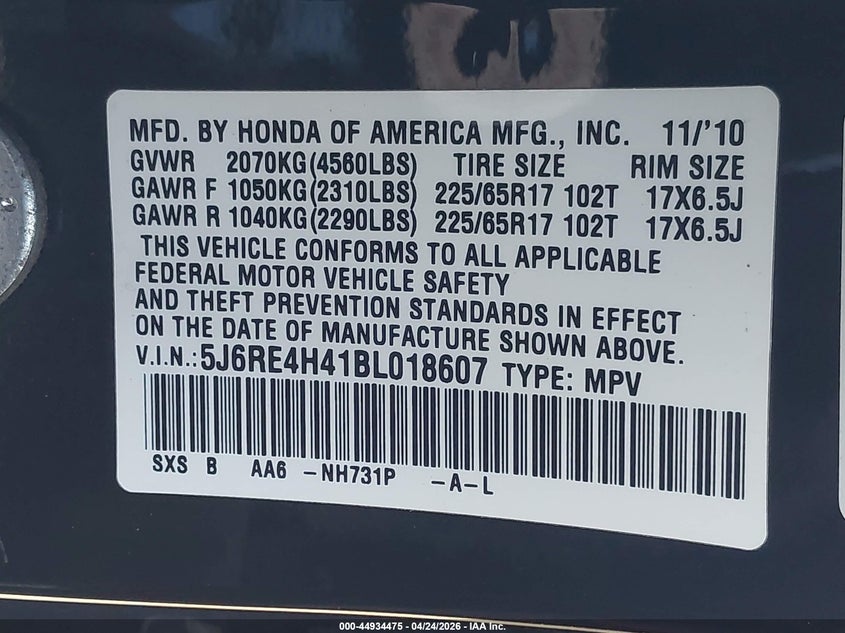 MFD. BY HONDA OF AMERICA MFG., INC. 11/'10
GVWR 2070KG(4560LBS) TIRE SIZE RIM SIZE
GAWR F 1050KG(2310LBS) 225/65R17 102T 17X6.5J
GAWR R 1040KG(2290LBS) 225/65R17 102T 17X6.5J
THIS VEHICLE CONFORMS TO ALL APPLICABLE
FEDERAL MOTOR VEHICLE SAFETY
AND THEFT PREVENTION STANDARDS IN EFFECT
ON THE DATE OF MANUFACTURE SHOWN ABOVE.
V.I.N.:5J6RE4H41BL018607 TYPE: MPV
SXS B AA6 -NH731P -A-L
000-44934475 - 04/24/2026 - IAA Inc.